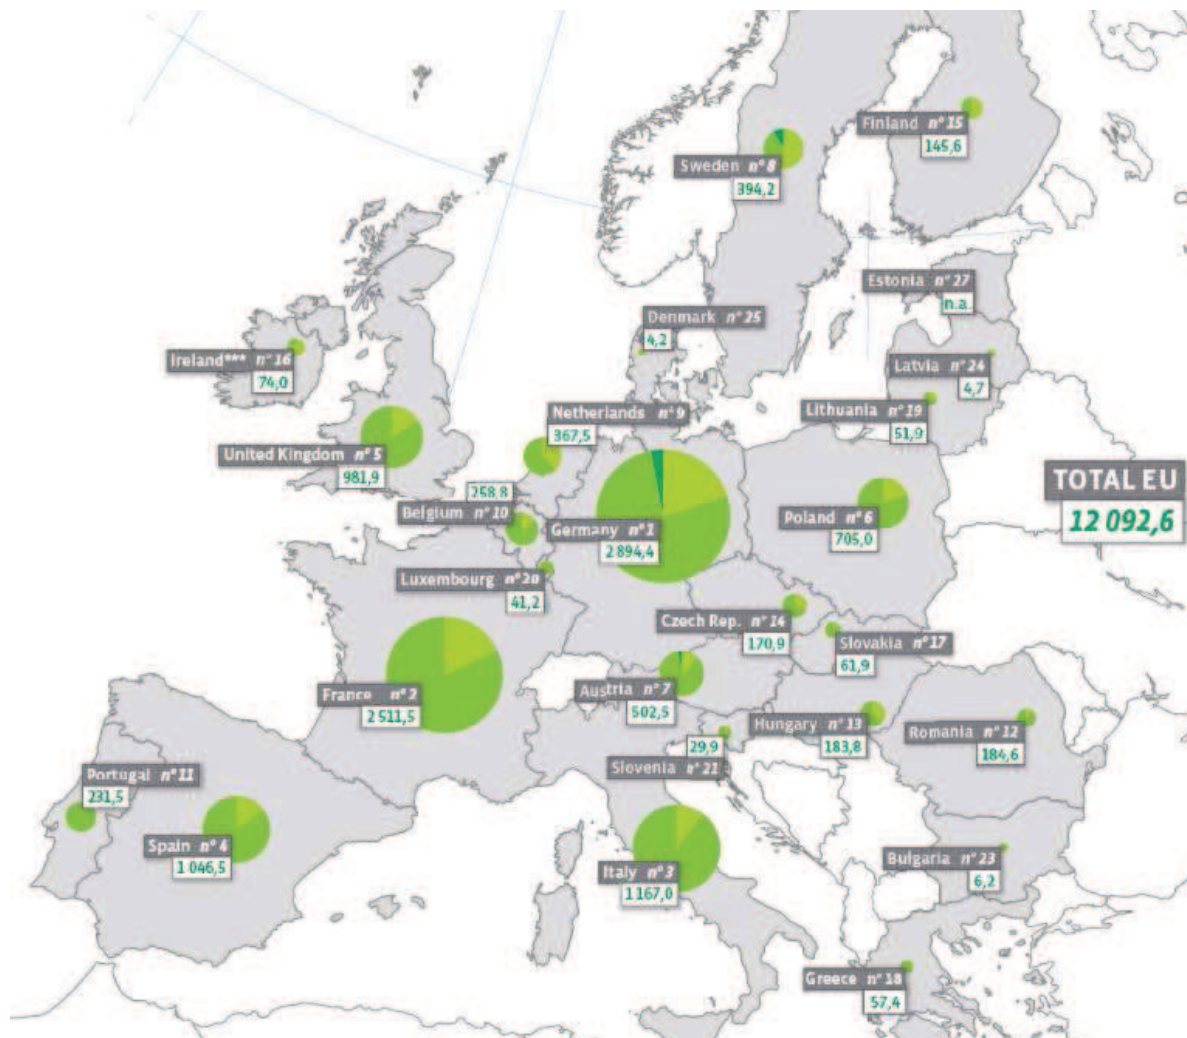 Finland n° 15
145,6
Sweden n° 8
394,2
Estonia n° 27
n.a.
Denmark n° 25
4,2
Ireland*** n° 16
74,0
Latvia n° 24
4,7
Lithuania n° 19
51,9
Netherlands n° 9
367,5
United Kingdom n° 5
981,9
258,8
Belgium n° 10
Germany n° 1
2 894,4
Poland n° 6
705,0
TOTAL EU
12 092,6
Luxembourg n° 20
41,2
Czech Rep. n° 14
170,9
Slovakia n° 17
61,9
France n° 2
2 511,5
Austria n° 7
502,5
Hungary n° 13
183,8
Romania n° 12
184,6
29,9
Slovenia n° 21
Portugal n° 11
231,5
Spain n° 4
1 046,5
Italy n° 3
1 167,0
Bulgaria n° 23
6,2
Greece n° 18
57,4